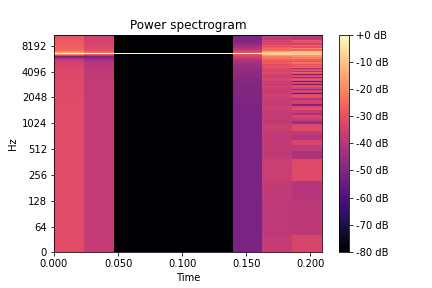 Power spectrogram
8192
4096
2048
1024
512
256
128
64
0
Hz
0.000 0.050 0.100 0.150 0.200
Time
+0 dB
-10 dB
-20 dB
-30 dB
-40 dB
-50 dB
-60 dB
-70 dB
-80 dB